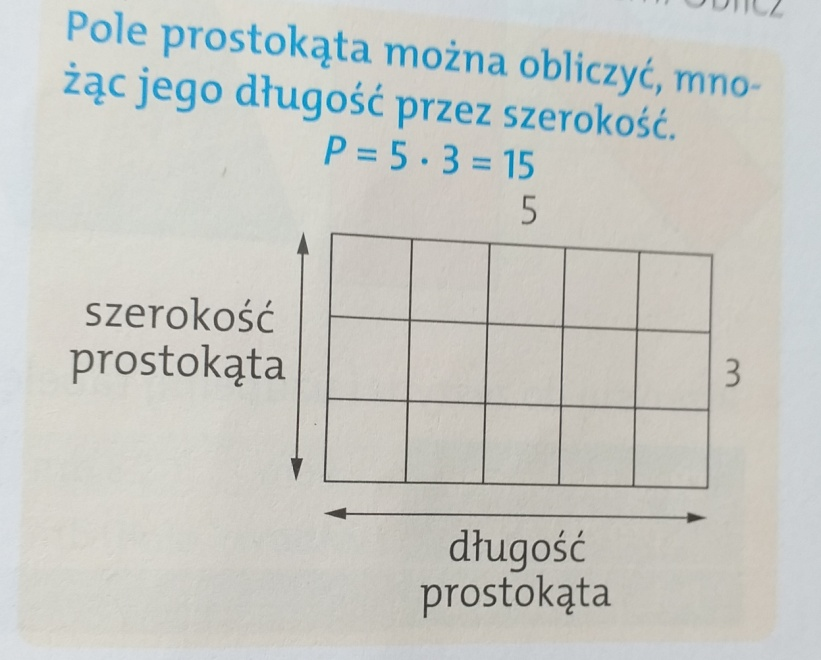 Pole prostokąta można obliczyć, mno-
żąc jego długość przez szerokość.
P = 5 · 3 = 15
5
szerokość
prostokąta
3
długość
prostokąta